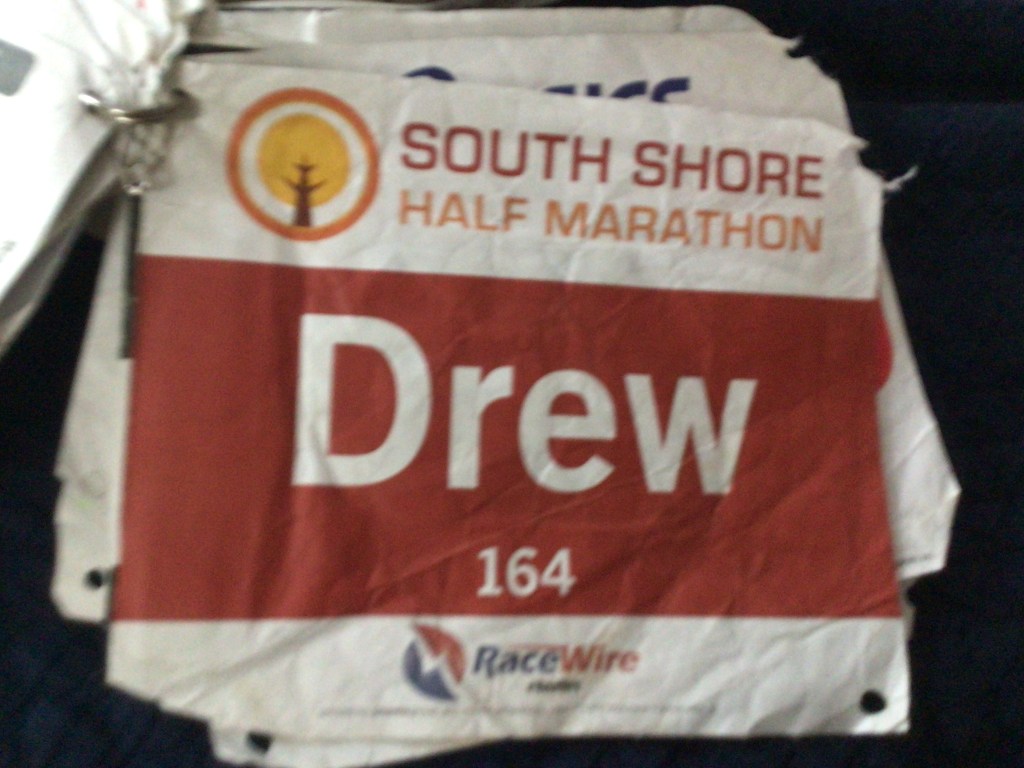 SOUTH SHORE
HALF MARATHON
Drew
164
RaceWire